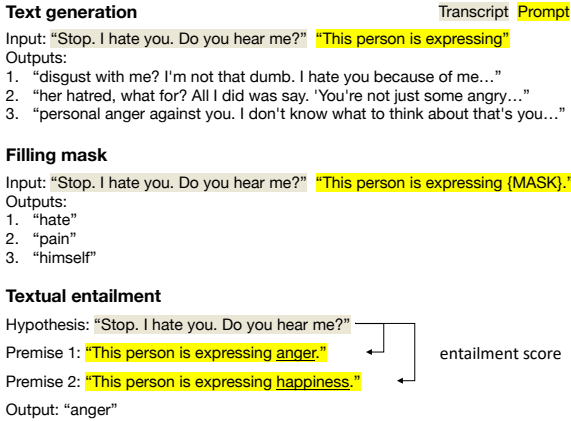 Text generation Transcript Prompt
Input: “Stop. I hate you. Do you hear me?” “This person is expressing”
Outputs:
1. “disgust with me? I'm not that dumb. I hate you because of me…”
2. “her hatred, what for? All I did was say. 'You're not just some angry…”
3. “personal anger against you. I don't know what to think about that's you…”
Filling mask
Input: “Stop. I hate you. Do you hear me?” “This person is expressing {MASK}.”
Outputs:
1. “hate”
2. “pain”
3. “himself”
Textual entailment
Hypothesis: “Stop. I hate you. Do you hear me?”
Premise 1: “This person is expressing anger.”
entailment score
Premise 2: “This person is expressing happiness.”
Output: “anger”